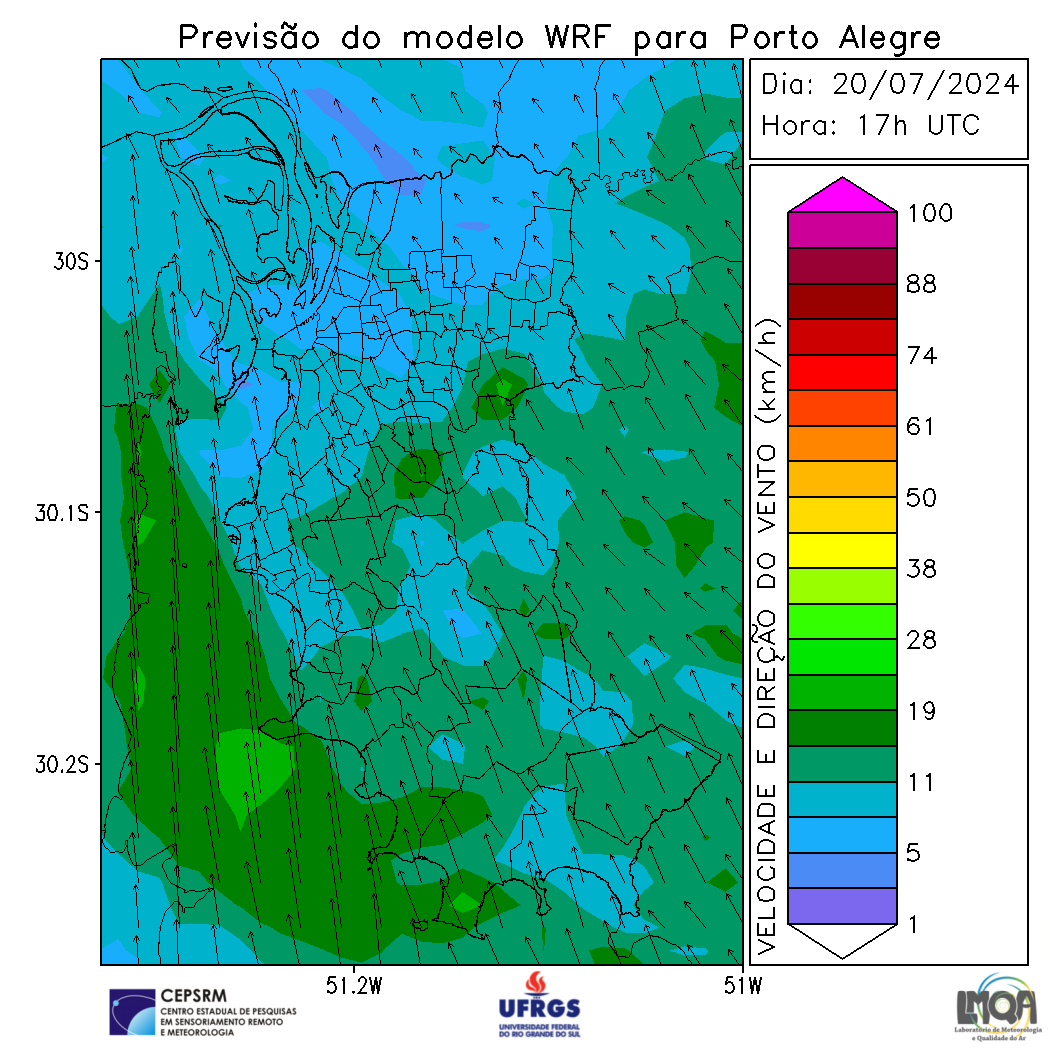 Previsão do modelo WRF para Porto Alegre
Dia: 20/07/2024
Hora: 17h UTC
30S
30.1S
30.2S
51.2W
51W
VELOCIDADE E DIREÇÃO DO VENTO (km/h)
100
88
74
61
50
38
28
19
11
5
1
CEPSRM
CENTRO ESTADUAL DE PESQUISAS
EM SENSORIAMENTO REMOTO
E METEOROLOGIA
UFRGS
UNIVERSIDADE FEDERAL
DO RIO GRANDE DO SUL
LMQA
Laboratório de Meteorologia
e Qualidade do Ar